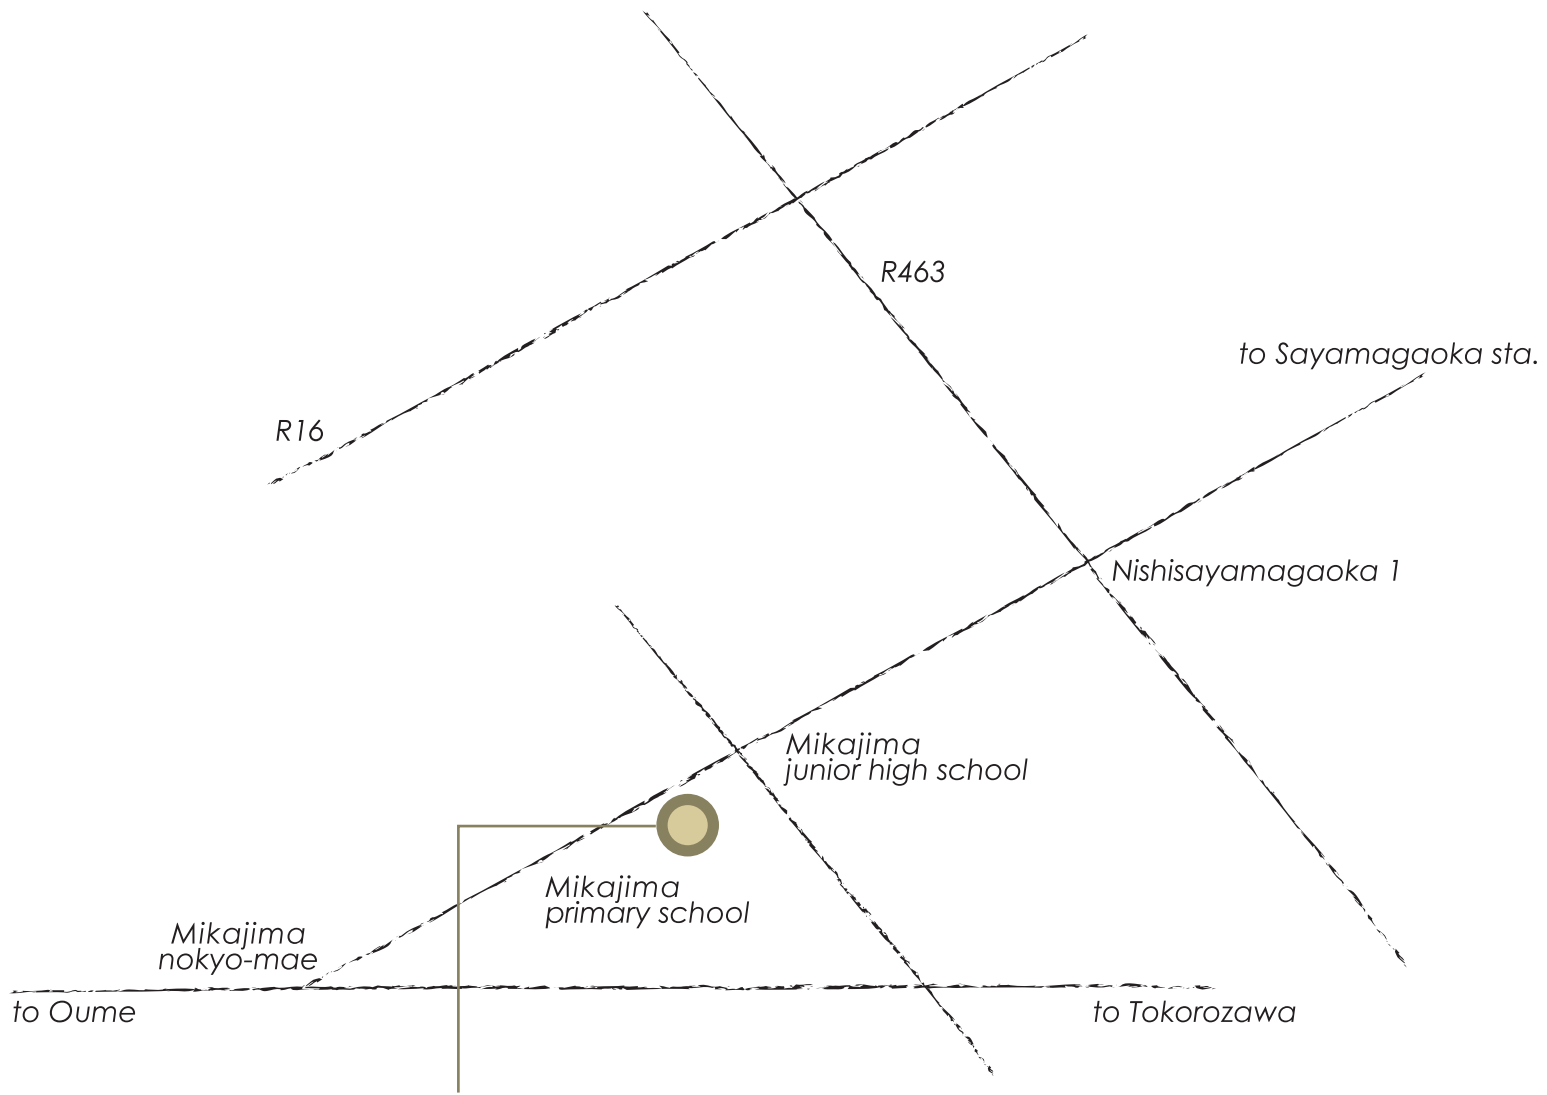 R463
to Sayamagaoka sta.
R16
Nishisayamagaoka 1
Mikajima
junior high school
Mikajima
primary school
Mikajima
nokyo-mae
to Oume
to Tokorozawa